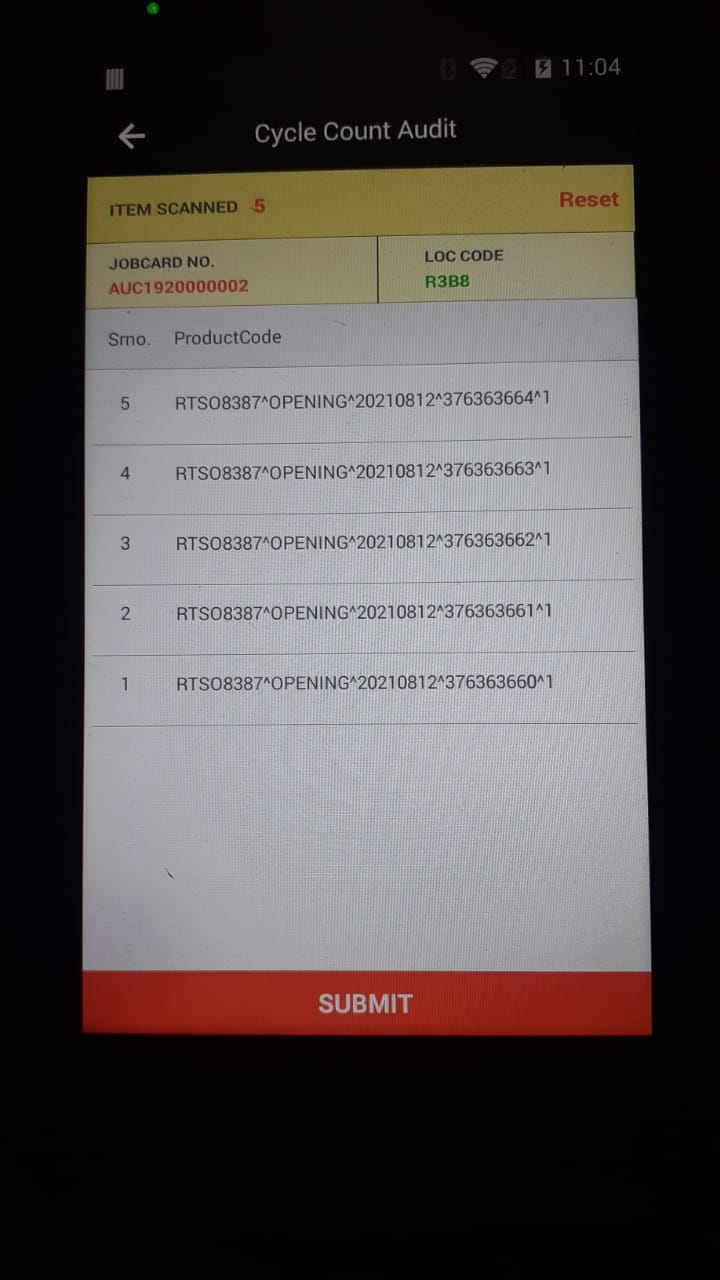 11:04
Cycle Count Audit
ITEM SCANNED 5 Reset
JOBCARD NO. LOC CODE
AUC1920000002 R3B8
Srno. ProductCode
5 RTSO8387^OPENING^20210812^376363664^1
4 RTSO8387^OPENING^20210812^376363663^1
3 RTSO8387^OPENING^20210812^376363662^1
2 RTSO8387^OPENING^20210812^376363661^1
1 RTSO8387^OPENING^20210812^376363660^1
SUBMIT